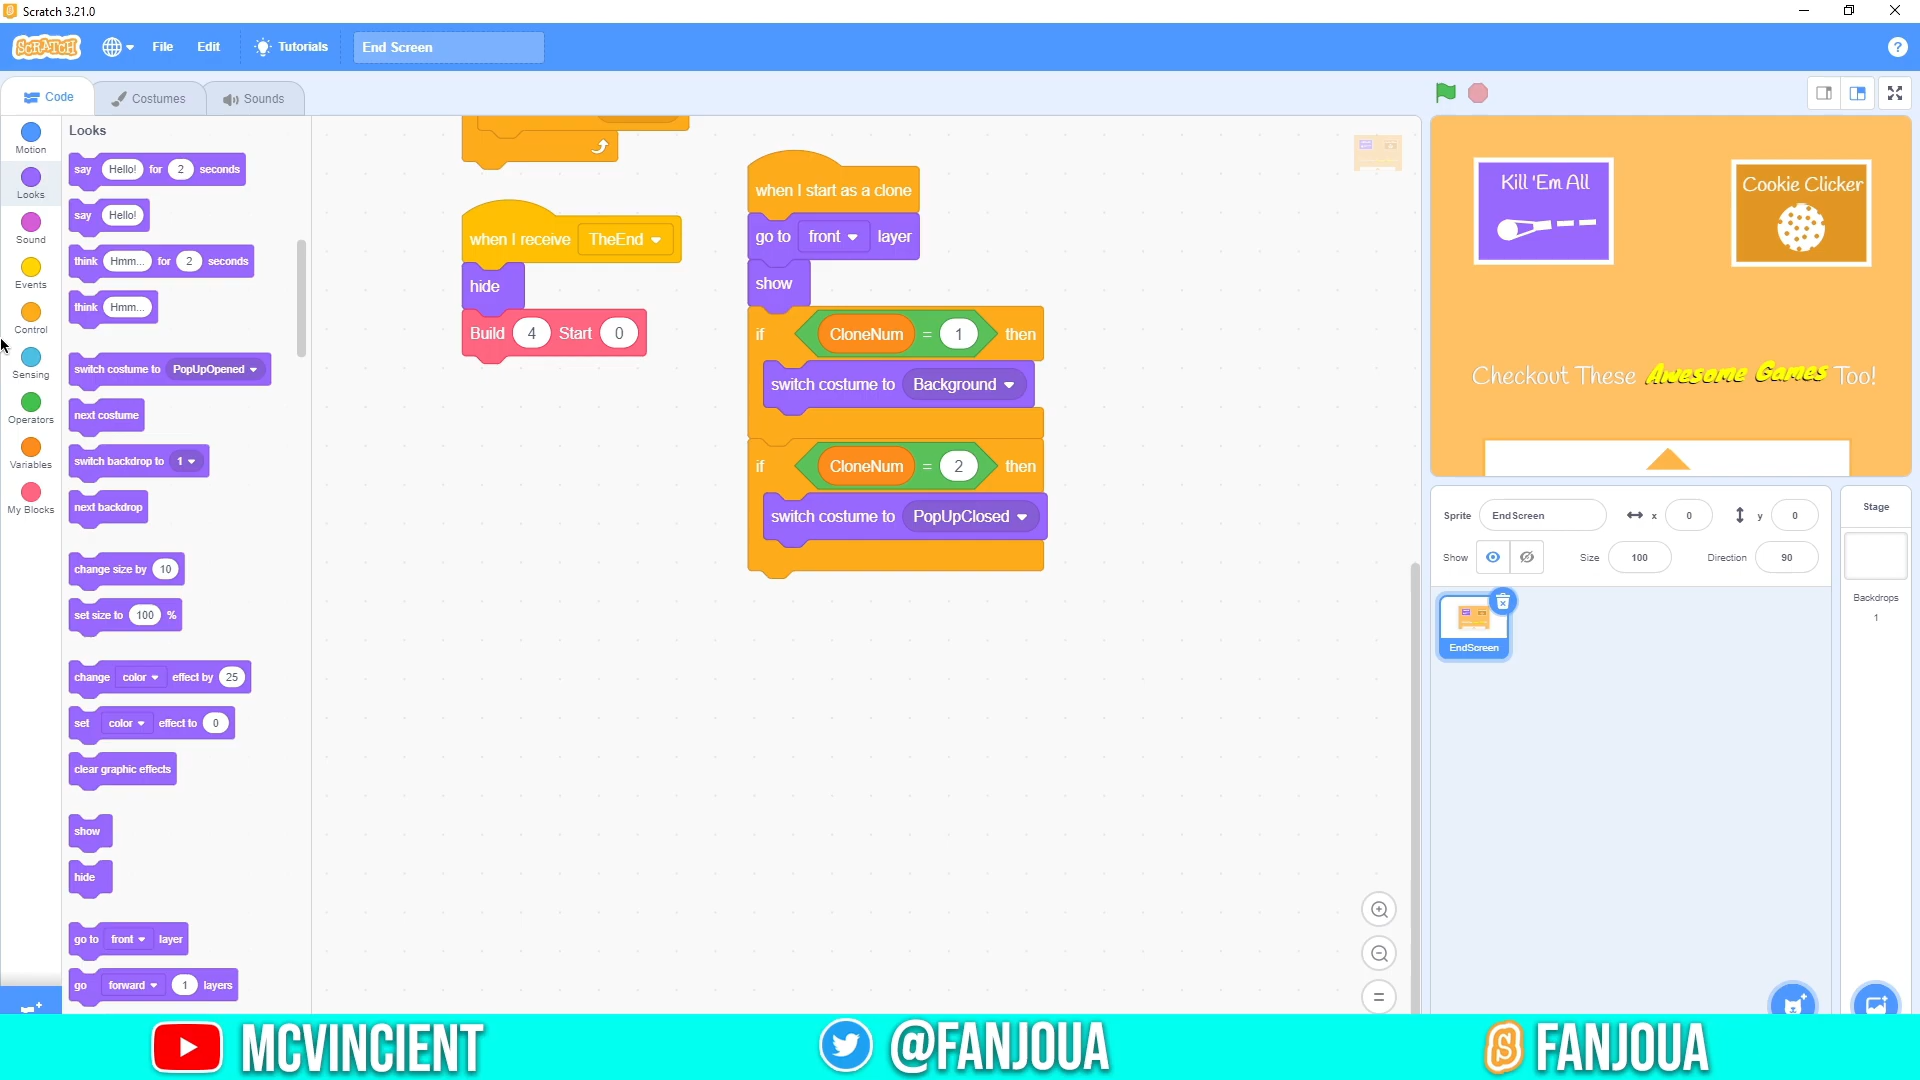 Scratch 3.21.0
SCRATCH File Edit Tutorials End Screen ?
Code Costumes Sounds
Motion
Looks
Sound
Events
Control
Sensing
Operators
Variables
My Blocks
Looks
say Hello! for 2 seconds
say Hello!
think Hmm... for 2 seconds
think Hmm...
switch costume to PopUpOpened
next costume
switch backdrop to 1
next backdrop
change size by 10
set size to 100 %
change color effect by 25
set color effect to 0
clear graphic effects
show
hide
go to front layer
go forward 1 layers
when I receive TheEnd
hide
Build 4 Start 0
when I start as a clone
go to front layer
show
if CloneNum = 1 then
switch costume to Background
if CloneNum = 2 then
switch costume to PopUpClosed
Kill 'Em All
Cookie Clicker
Checkout These Awesome Games Too!
Sprite EndScreen x 0 y 0
Show Size 100 Direction 90
EndScreen
Stage
Backdrops
1
MCVINCIENT
@FANJOUA
S FANJOUA